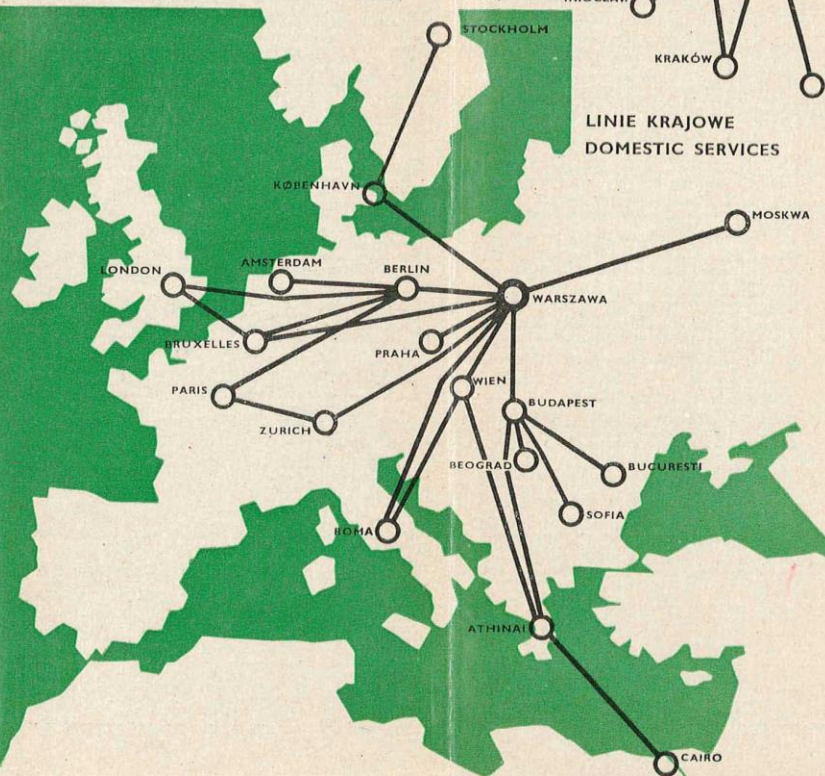 STOCKHOLM
KRAKÓW
LINIE KRAJOWE
DOMESTIC SERVICES
KØBENHAVN
MOSKWA
LONDON
AMSTERDAM
BERLIN
WARSZAWA
BRUXELLES
PRAHA
PARIS
WIEN
ZURICH
BUDAPEST
BEOGRAD
BUCURESTI
SOFIA
ROMA
ATHINAI
CAIRO